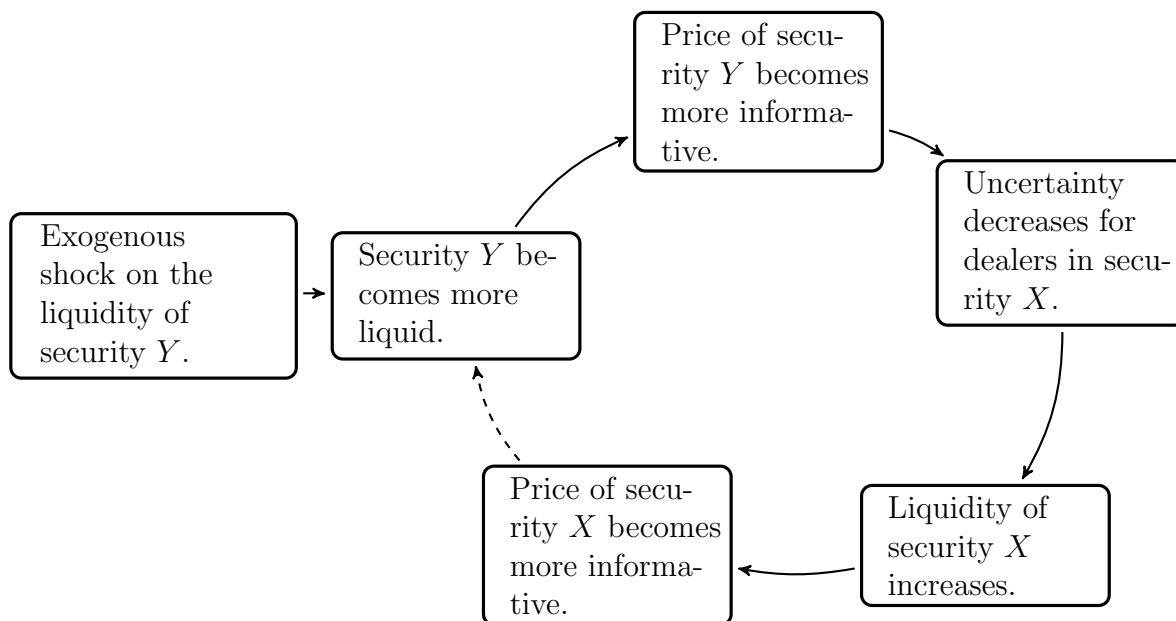 Exogenous
shock on the
liquidity of
security Y.
Security Y be-
comes more
liquid.
Price of secu-
rity Y becomes
more informa-
tive.
Uncertainty
decreases for
dealers in secu-
rity X.
Liquidity of
security X
increases.
Price of secu-
rity X becomes
more informa-
tive.